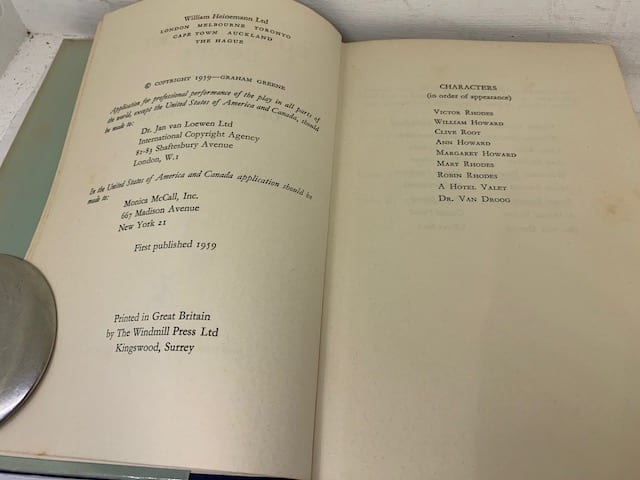 William Heinemann Ltd
LONDON MELBOURNE TORONTO
CAPE TOWN AUCKLAND
THE HAGUE
© COPYRIGHT 1959—GRAHAM GREENE
Application for professional performance of the play in all parts of
the world, except the United States of America and Canada, should
be made to:
Dr. Jan van Loewen Ltd
International Copyright Agency
81-83 Shaftesbury Avenue
London, W.1
In the United States of America and Canada application should be
made to:
Monica McCall, Inc.
667 Madison Avenue
New York 21
First published 1959
Printed in Great Britain
by The Windmill Press Ltd
Kingswood, Surrey
CHARACTERS
(in order of appearance)
VICTOR RHODES
WILLIAM HOWARD
CLIVE ROOT
ANN HOWARD
MARGARET HOWARD
MARY RHODES
ROBIN RHODES
A HOTEL VALET
DR. VAN DROOG